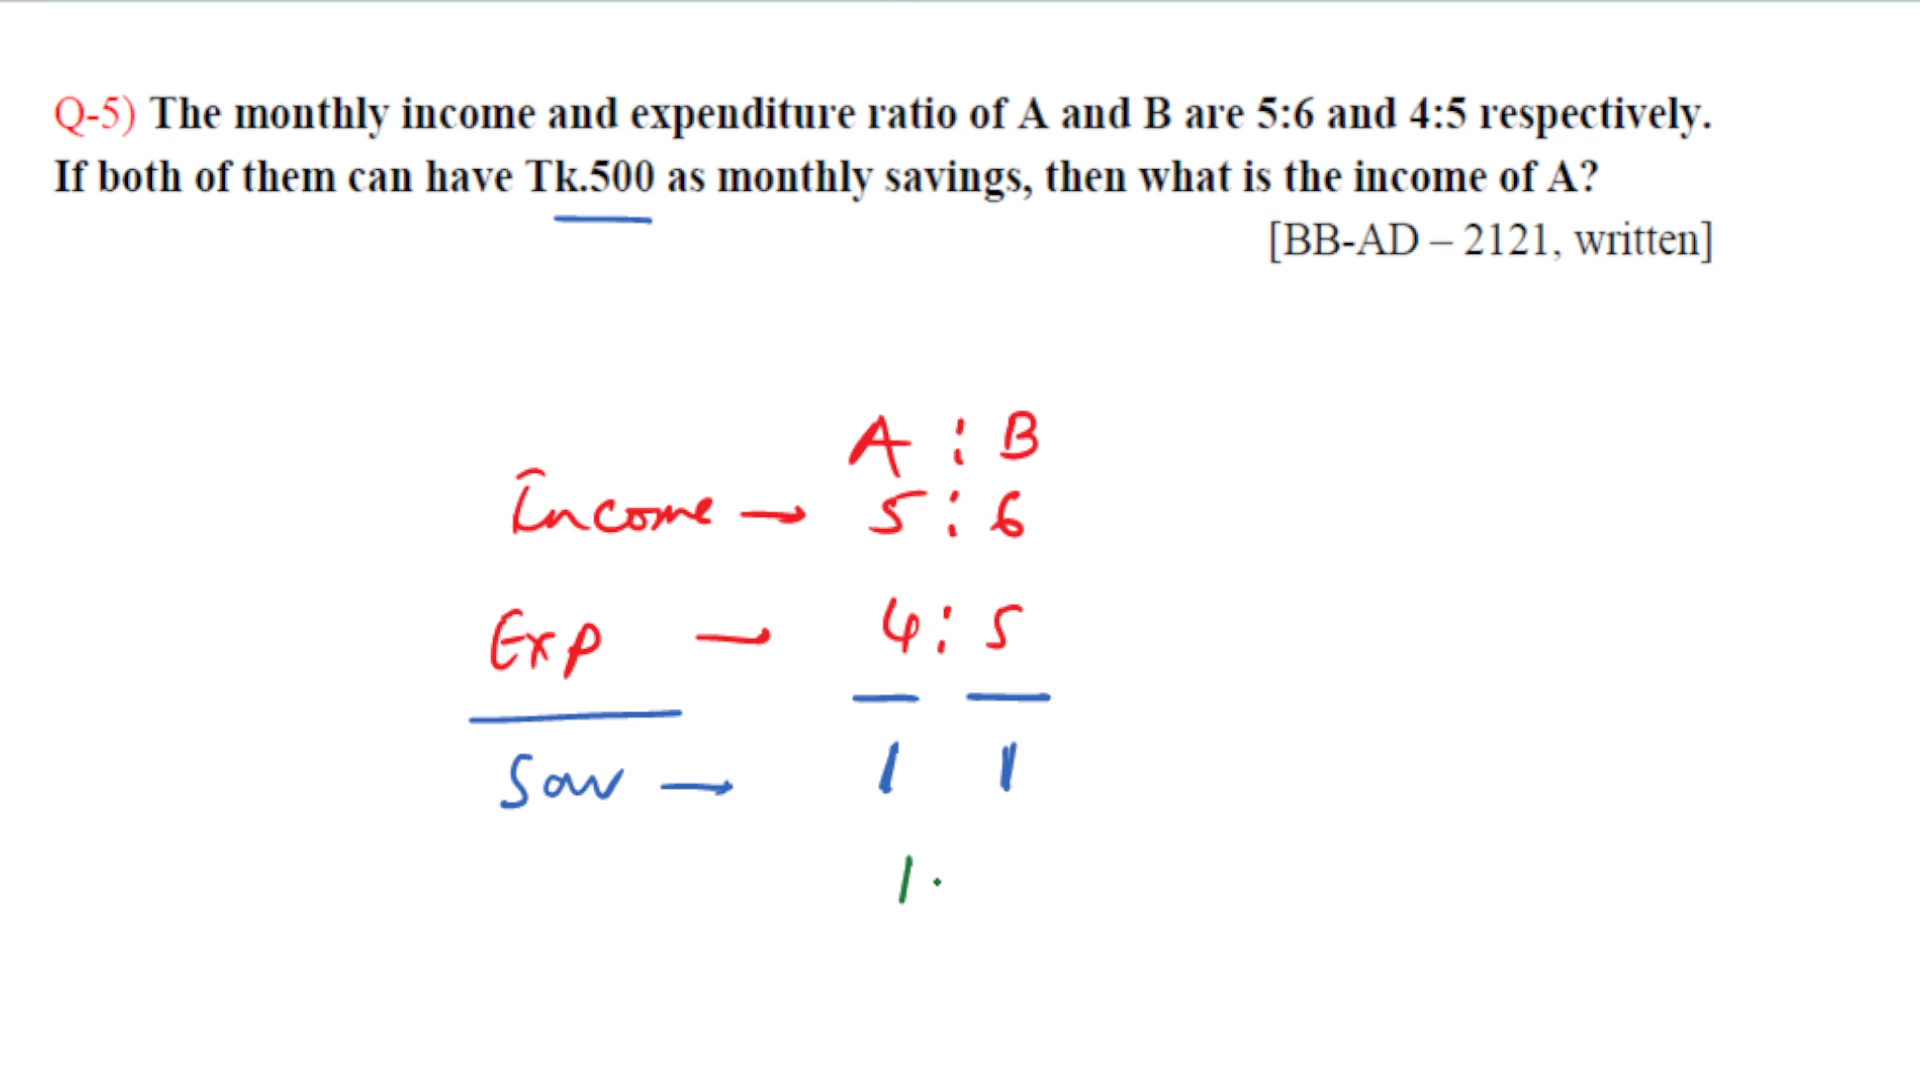 Q-5) The monthly income and expenditure ratio of A and B are 5:6 and 4:5 respectively.
If both of them can have Tk.500 as monthly savings, then what is the income of A?
[BB-AD – 2121, written]
A : B
Income → 5 : 6
Exp → 4 : 5
Sav → 1 1
1 .